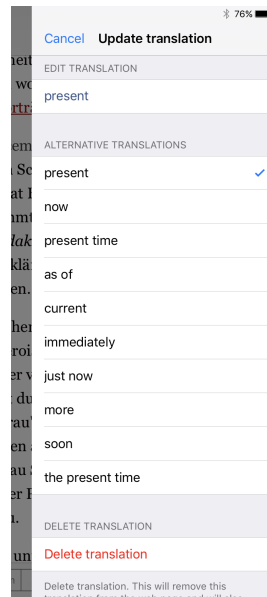 76%
Cancel Update translation
EDIT TRANSLATION
present
ALTERNATIVE TRANSLATIONS
present
now
present time
as of
current
immediately
just now
more
soon
the present time
DELETE TRANSLATION
Delete translation
Delete translation. This will remove this